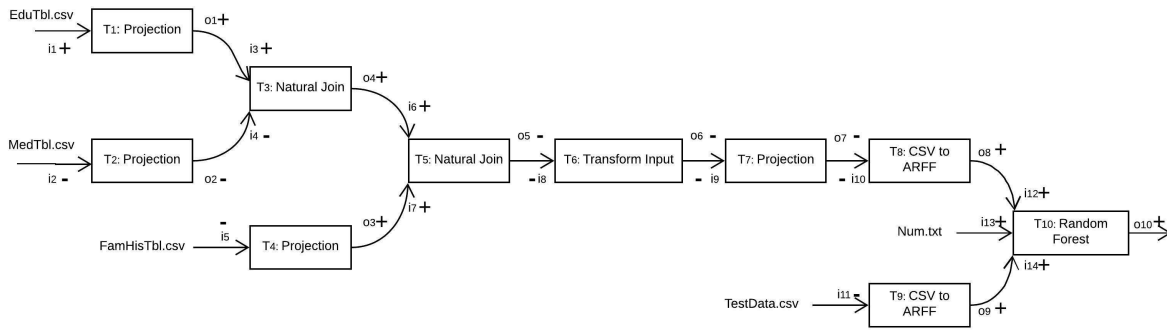 EduTbl.csv
i1+
T1: Projection
o1+
i3+
T3: Natural Join
o4+
i6+
MedTbl.csv
i2-
T2: Projection
o2-
i4-
T5: Natural Join
o5 -
-i8
T6: Transform Input
o6 -
- i9
T7: Projection
o7 -
- i10
T8: CSV to
ARFF
o8 +
i12+
FamHisTbl.csv
-
i5
T4: Projection
o3+
i7+
Num.txt
i13+
T10: Random
Forest
o10+
i14+
TestData.csv
i11-
T9: CSV to
ARFF
o9 +